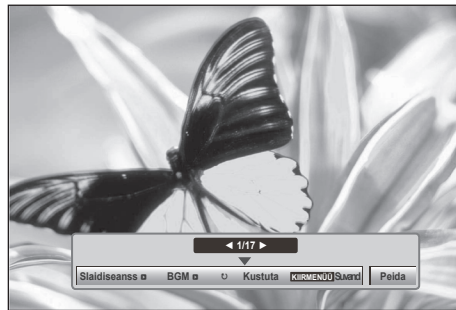 ◀ 1/17 ▶
Slaidiseanss BGM Kustuta KIIRMENÜÜ Suvand Peida